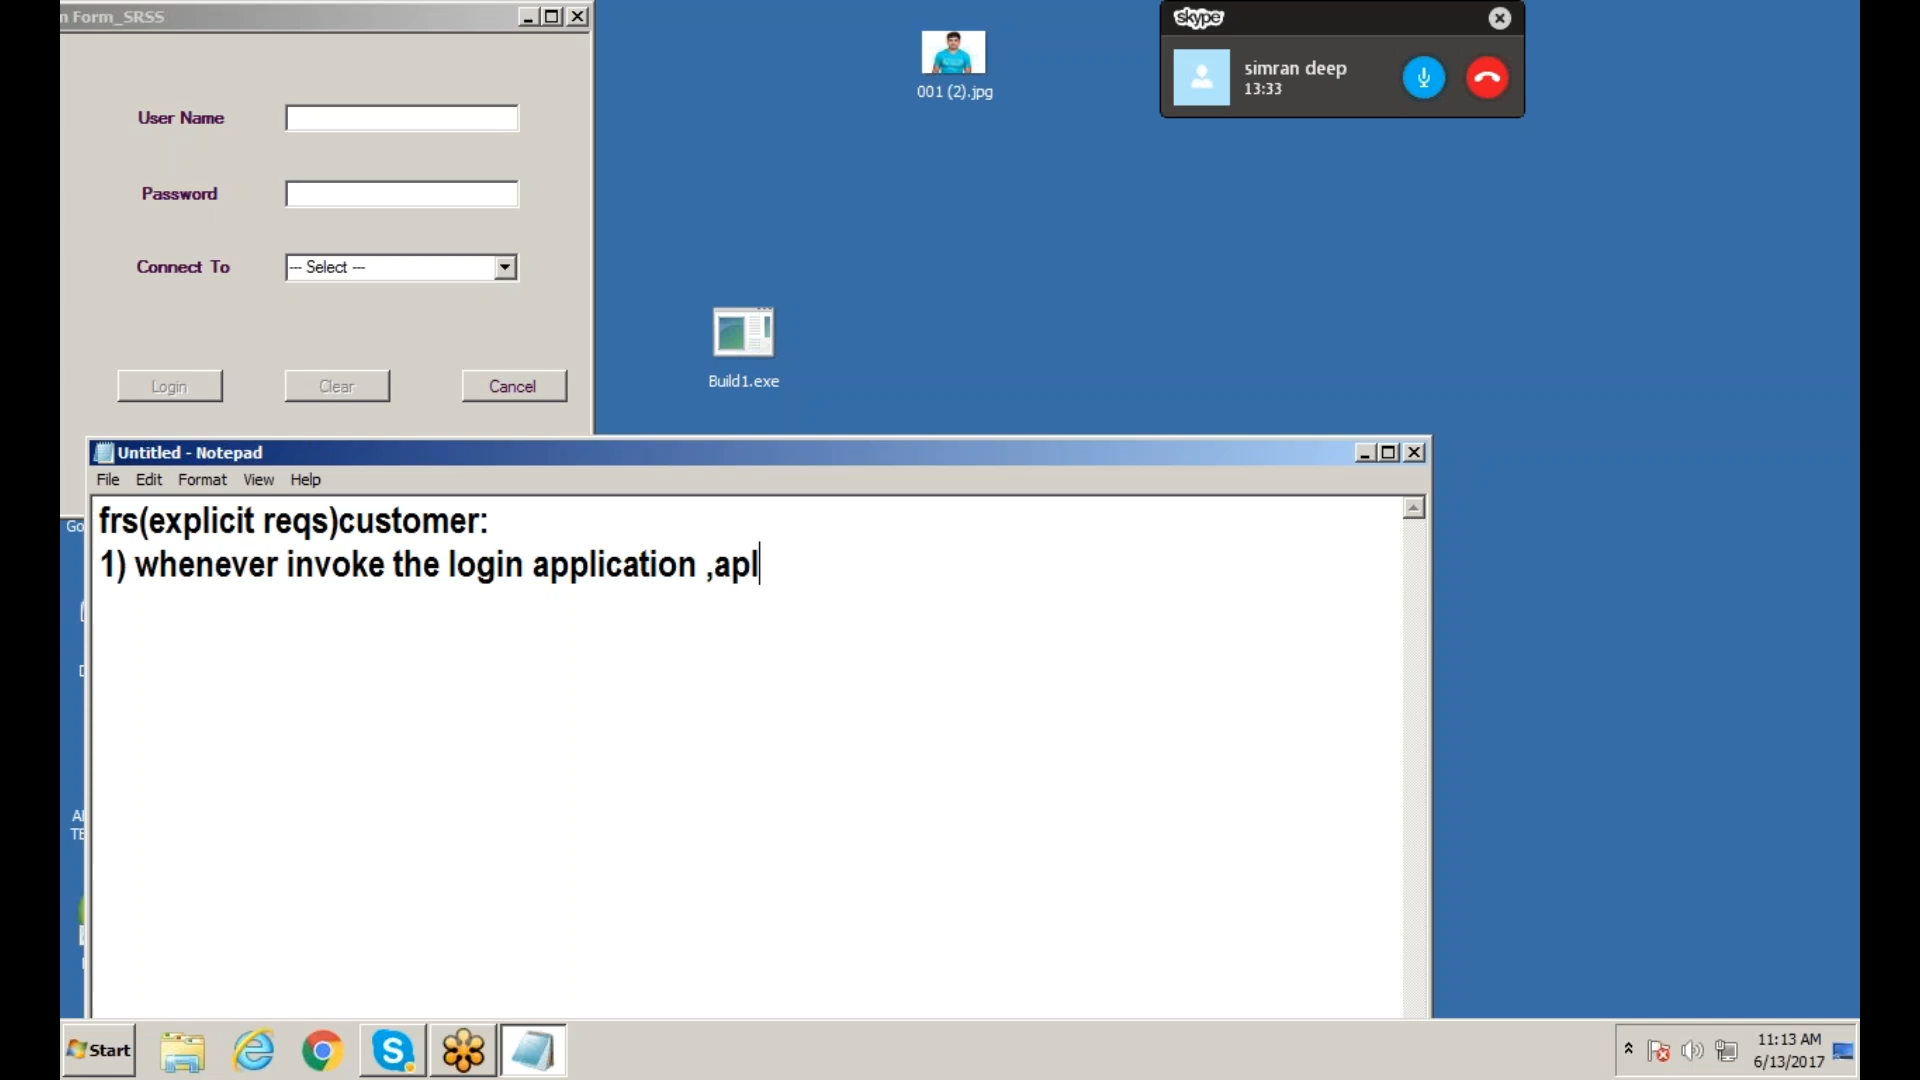 n Form_SRSS
User Name
Password
Connect To
--- Select ---
Login
Clear
Cancel
001 (2).jpg
skype
simran deep
13:33
Build1.exe
Untitled - Notepad
File Edit Format View Help
frs(explicit reqs)customer:
1) whenever invoke the login application ,apl
Go
Start
11:13 AM
6/13/2017